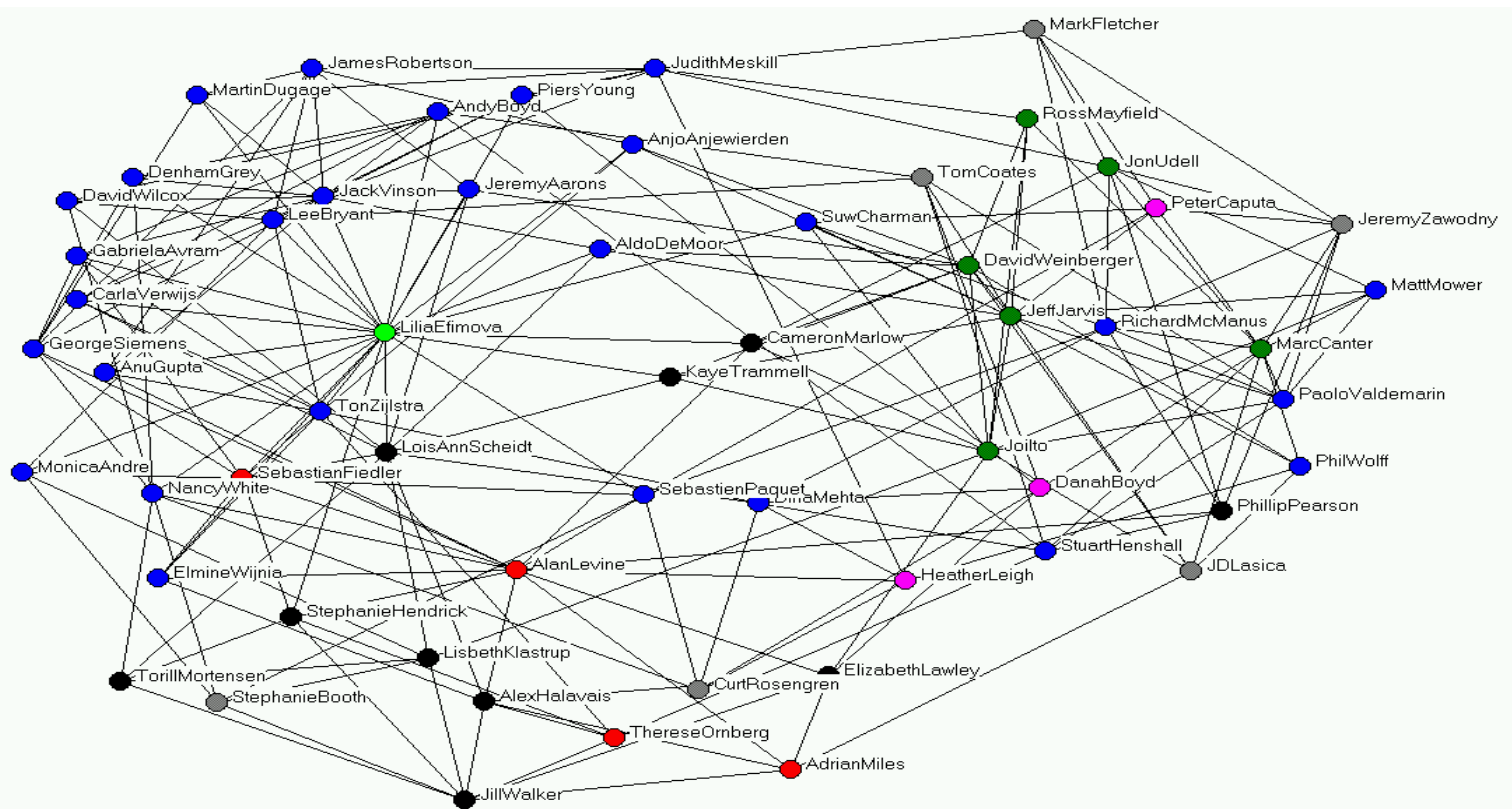 MarkFletcher
JamesRobertson
JudithMeskill
MartinDugage
PiersYoung
AndyBoyd
RossMayfield
AnjoAnjewierden
JonUdell
DenhamGrey
TomCoates
JeremyAarons
JackVinson
DavidWilcox
PeterCaputa
LeeBryant
SuwCharman
JeremyZawodny
AldoDeMoor
GabrielaAvram
DavidWeinberger
MattMower
CarlaVerwijs
JeffJarvis
RichardMcManus
LiliaEfimova
CameronMarlow
GeorgeSiemens
MarcCanter
AnuGupta
KayeTrammell
PaoloValdemarin
TonZijlstra
LoisAnnScheidt
JoiIto
MonicaAndre
SebastianFiedler
PhilWolff
NancyWhite
SebastienPaquet
DinaMehta
DanahBoyd
PhillipPearson
StuartHenshall
AlanLevine
JDLasica
ElmineWijnia
HeatherLeigh
StephanieHendrick
LisbethKlastrup
ElizabethLawley
TorillMortensen
CurtRosengren
StephanieBooth
AlexHalavais
ThereseOrnberg
AdrianMiles
JillWalker